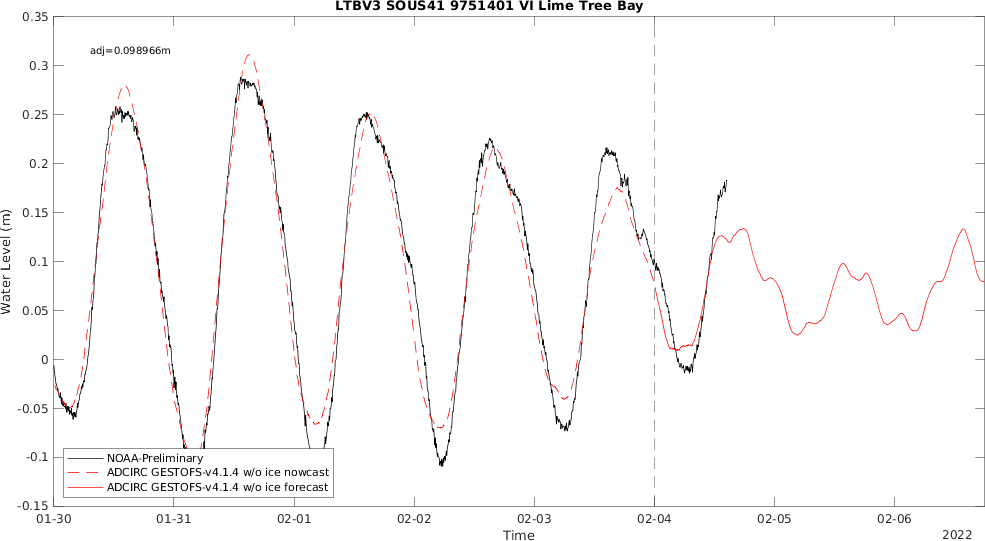 LTBV3 SOUS41 9751401 VI Lime Tree Bay
adj=0.098966m
Water Level (m)
0.35
0.3
0.25
0.2
0.15
0.1
0.05
0
-0.05
-0.1
-0.15
NOAA-Preliminary
ADCIRC GESTOFS-v4.1.4 w/o ice nowcast
ADCIRC GESTOFS-v4.1.4 w/o ice forecast
01-30 01-31 02-01 02-02 02-03 02-04 02-05 02-06
Time
2022